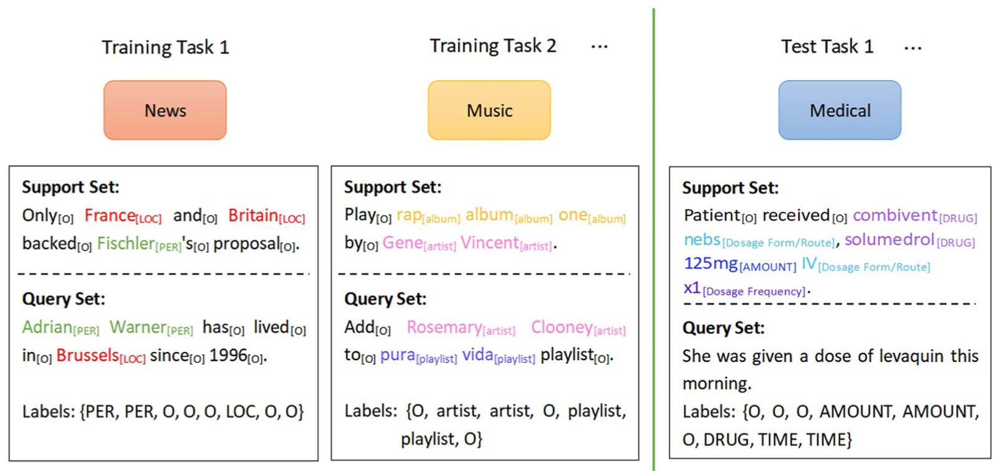 Training Task 1
News
Support Set:
Only[O] France[LOC] and[O] Britain[LOC]
backed[O] Fischler[PER]'s[O] proposal[O].
Query Set:
Adrian[PER] Warner[PER] has[O] lived[O]
in[O] Brussels[LOC] since[O] 1996[O].
Labels: {PER, PER, O, O, O, LOC, O, O}
Training Task 2 ...
Music
Support Set:
Play[O] rap[album] album[album] one[album]
by[O] Gene[artist] Vincent[artist].
Query Set:
Add[O] Rosemary[artist] Clooney[artist]
to[O] pura[playlist] vida[playlist] playlist[O].
Labels: {O, artist, artist, O, playlist,
playlist, O}
Test Task 1 ...
Medical
Support Set:
Patient[O] received[O] combivent[DRUG]
nebs[Dosage Form/Route], solumedrol[DRUG]
125mg[AMOUNT] IV[Dosage Form/Route]
x1[Dosage Frequency].
Query Set:
She was given a dose of levaquin this
morning.
Labels: {O, O, O, AMOUNT, AMOUNT,
O, DRUG, TIME, TIME}